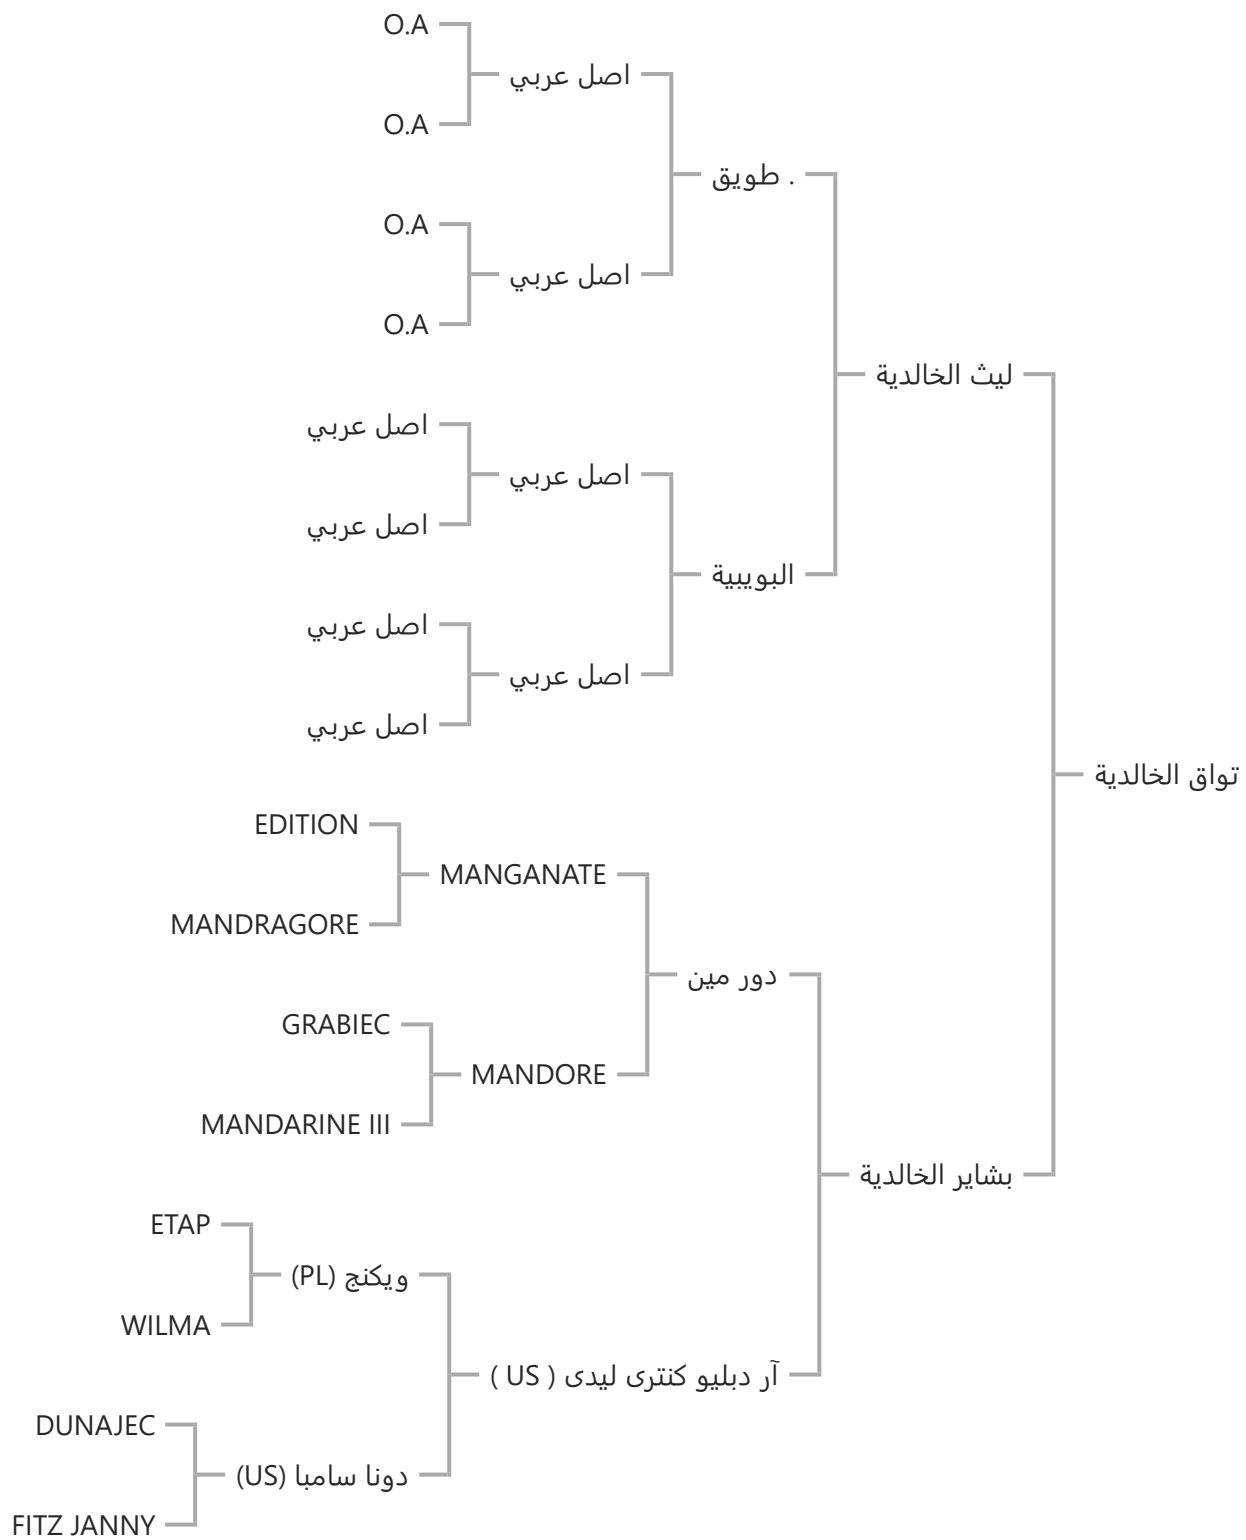 O.A
اصل عربي
O.A
. طويق
O.A
اصل عربي
O.A
ليث الخالدية
اصل عربي
اصل عربي
اصل عربي
البويبية
اصل عربي
اصل عربي
اصل عربي
تواق الخالدية
EDITION
MANGANATE
MANDRAGORE
دور مين
GRABIEC
MANDORE
MANDARINE III
بشاير الخالدية
ETAP
ويكنج (PL)
WILMA
آر دبليو كنترى ليدى ( US )
DUNAJEC
دونا سامبا (US)
FITZ JANNY